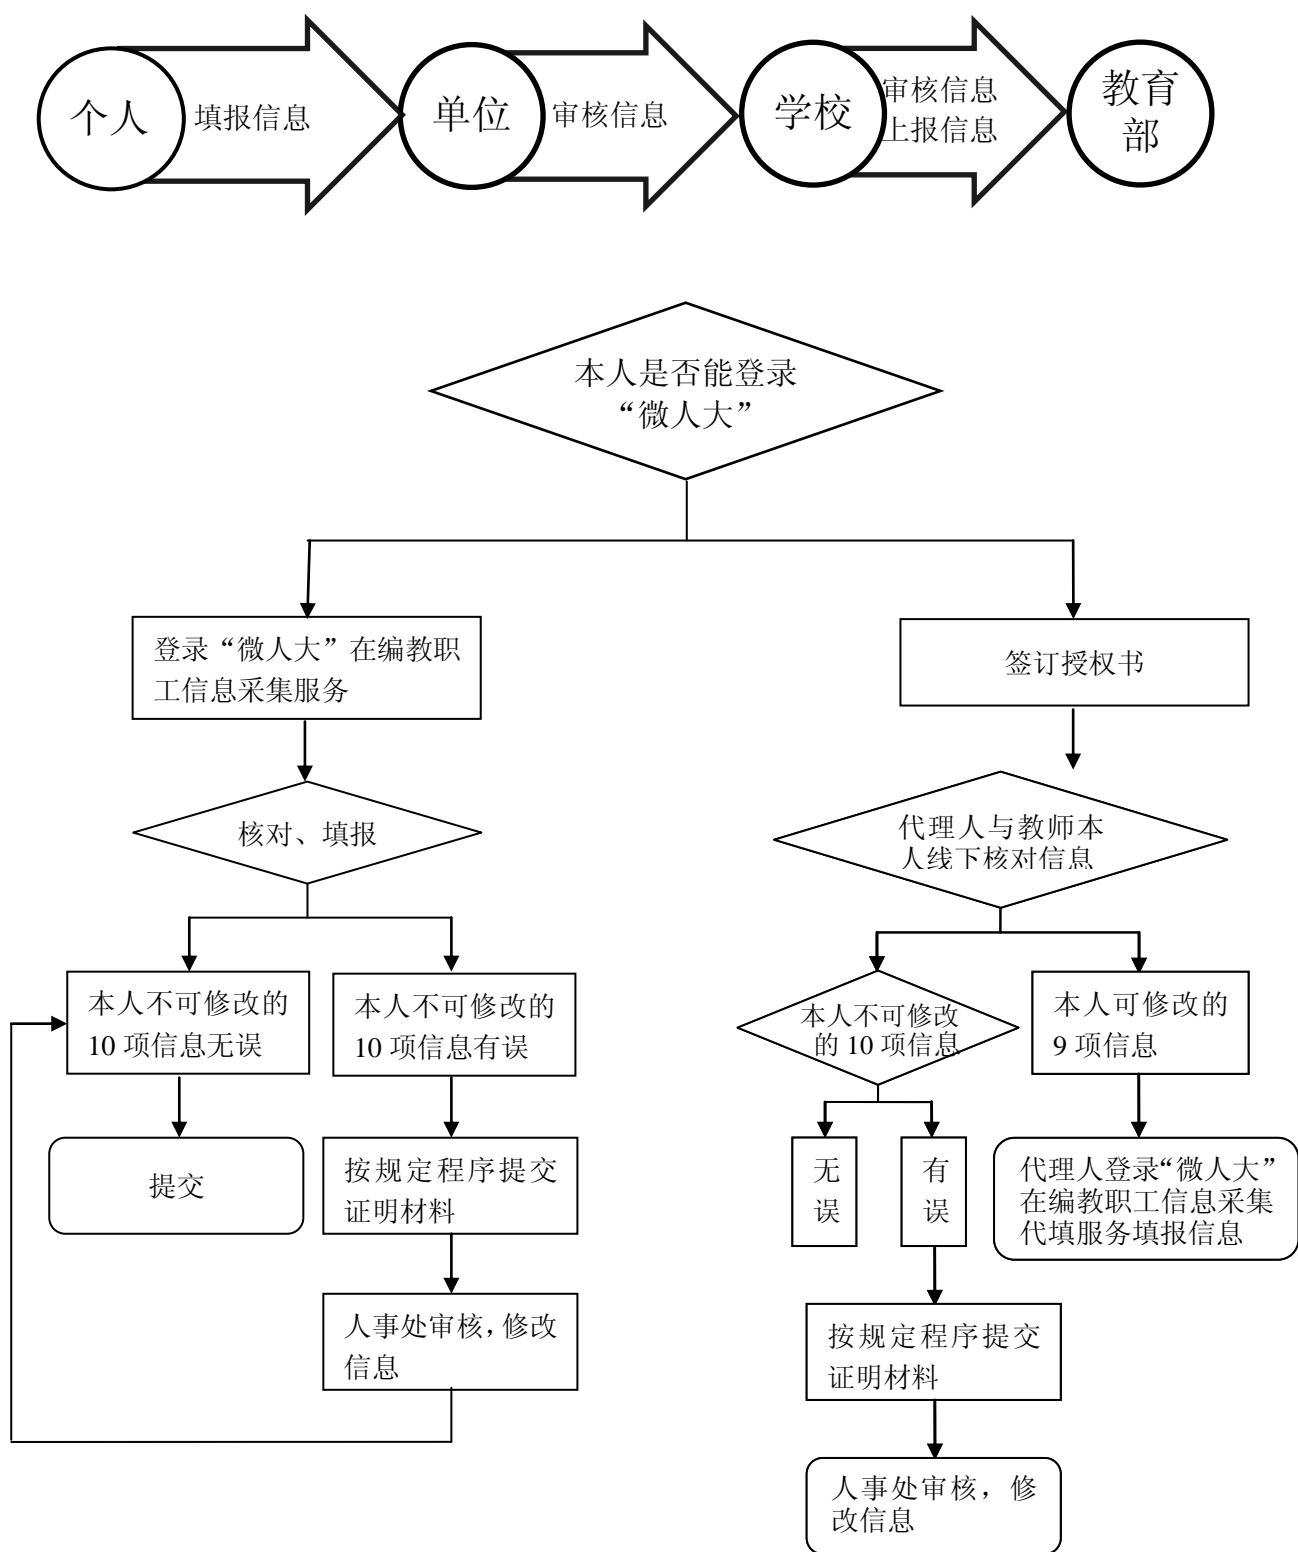 个人
填报信息
单位
审核信息
学校
审核信息
上报信息
教育
部
本人是否能登录
“微人大”
登录“微人大”在编教职
工信息采集服务
签订授权书
核对、填报
代理人与教师本
人线下核对信息
本人不可修改的
10 项信息无误
本人不可修改的
10 项信息有误
本人不可修改
的 10 项信息
本人可修改的
9 项信息
提交
按规定程序提交
证明材料
无
误
有
误
代理人登录“微人大”
在编教职工信息采集
代填服务填报信息
人事处审核,修改
信息
按规定程序提交
证明材料
人事处审核，修
改信息